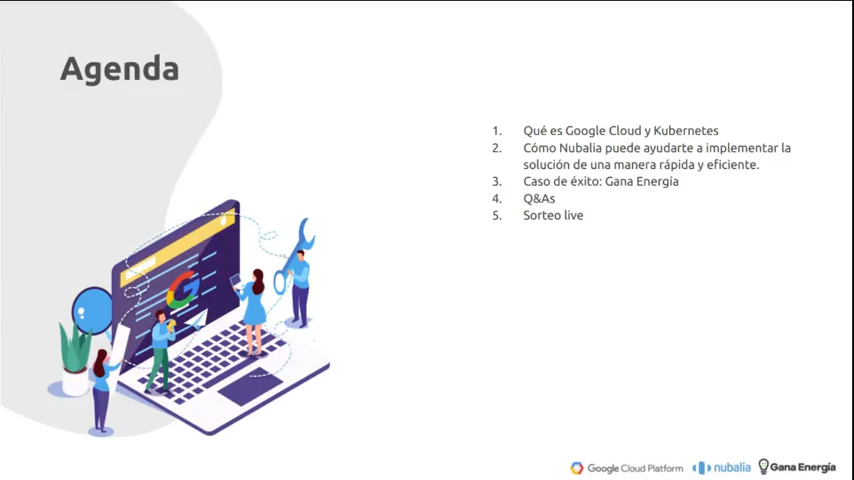 Agenda
1. Qué es Google Cloud y Kubernetes
2. Cómo Nubalia puede ayudarte a implementar la
solución de una manera rápida y eficiente.
3. Caso de éxito: Gana Energía
4. Q&As
5. Sorteo live
G
Google Cloud Platform nubalia Gana Energía